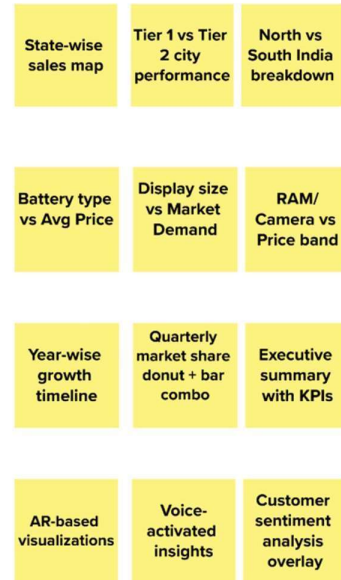 State-wise
sales map
Tier 1 vs Tier
2 city
performance
North vs
South India
breakdown
Battery type
vs Avg Price
Display size
vs Market
Demand
RAM/
Camera vs
Price band
Year-wise
growth
timeline
Quarterly
market share
donut + bar
combo
Executive
summary
with KPIs
AR-based
visualizations
Voice-
activated
insights
Customer
sentiment
analysis
overlay